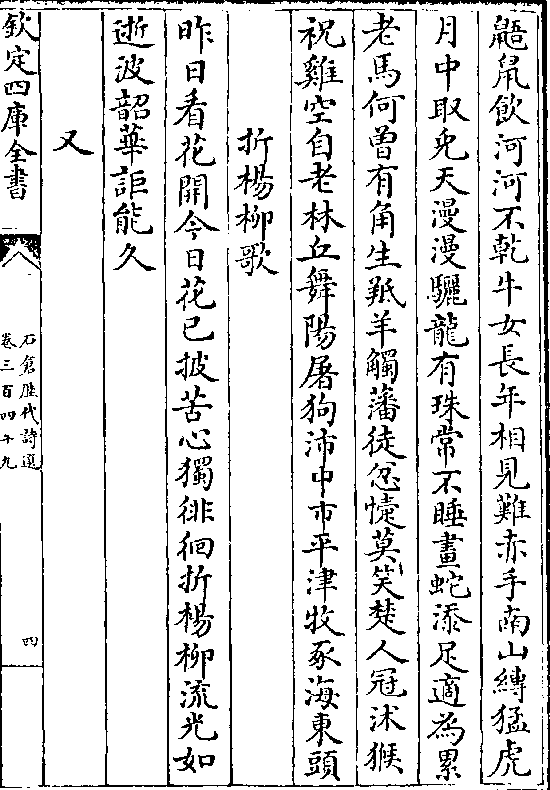 鼯鼠飲河河不乾牛女長年相見難赤手南山縛猛虎
月中取兔天漫漫驪龍有珠常不睡畫蛇添足適為累
老馬何曾有角生羝羊觸藩徒忿懥莫笑楚人冠沐猴
祝雞空自老林丘舞陽屠狗沛中市平津牧豕海東頭
折楊柳歌
昨日看花開今日花已披苦心獨徘徊折楊柳流光如
逝波韶華詎能久
又
欽定四庫全書
石倉歷代詩選
卷三百四十九
四